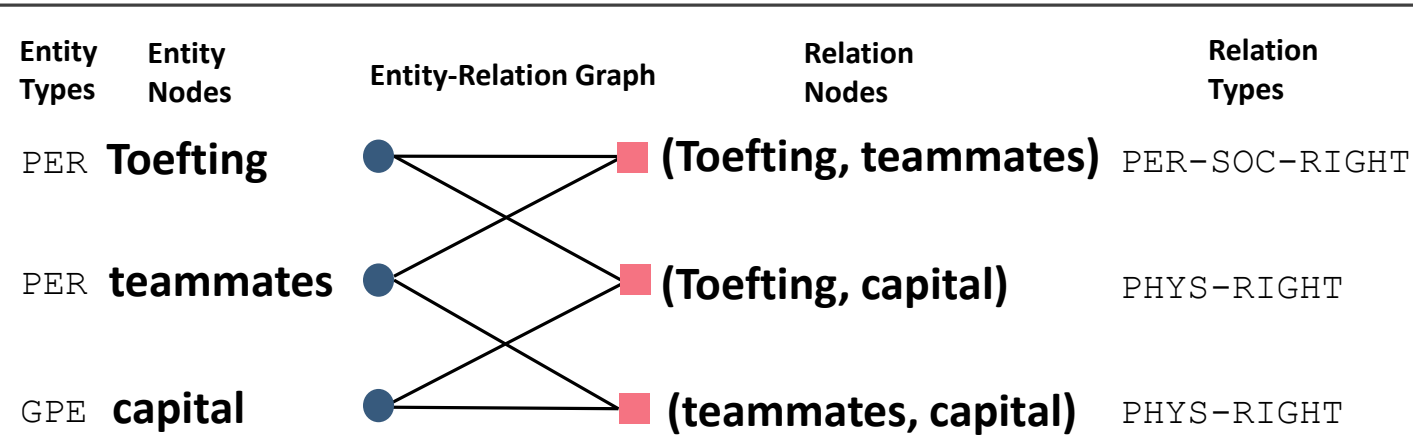 Entity Types
Entity Nodes
Entity-Relation Graph
Relation Nodes
Relation Types
PER Toefting (Toefting, teammates) PER-SOC-RIGHT
PER teammates (Toefting, capital) PHYS-RIGHT
GPE capital (teammates, capital) PHYS-RIGHT